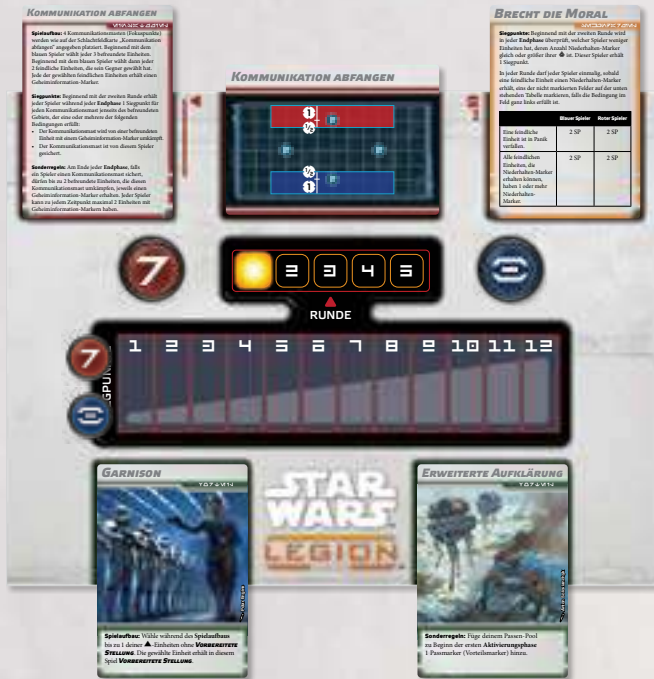 KOMMUNIKATION ABFANGEN
Spielaufbau: 4 Kommunikationsmasten (Fokuspunkte)
werden wie auf der Schlachtfeldkarte „Kommunikation
abfangen“ angegeben platziert. Beginnend mit dem
blauen Spieler wählt jeder 3 befreundete Einheiten.
Beginnend mit dem blauen Spieler wählt dann jeder
2 feindliche Einheiten, die sein Gegner gewählt hat.
Jede der gewählten feindlichen Einheiten erhält einen
Geheiminformation-Marker.
Siegpunkte: Beginnend mit der zweiten Runde erhält
jeder Spieler während jeder Endphase 1 Siegpunkt für
jeden Kommunikationsmast jenseits des befreundeten
Gebiets, der eine oder mehrere der folgenden
Bedingungen erfüllt:
• Der Kommunikationsmast wird von einer befreundeten
Einheit mit einem Geheiminformation-Marker umkämpft.
• Der Kommunikationsmast ist von diesem Spieler
gesichert.
Sonderregeln: Am Ende jeder Endphase, falls
ein Spieler einen Kommunikationsmast sichert,
dürfen bis zu 2 befreundete Einheiten, die diesen
Kommunikationsmast umkämpfen, jeweils einen
Geheiminformation-Marker erhalten. Jeder Spieler
kann zu jedem Zeitpunkt maximal 2 Einheiten mit
Geheiminformation-Markern haben.
KOMMUNIKATION ABFANGEN
1
½
½
1
BRECHT DIE MORAL
Siegpunkte: Beginnend mit der zweiten Runde wird
in jeder Endphase überprüft, welcher Spieler weniger
Einheiten hat, deren Anzahl Niederhalten-Marker
gleich oder größer ihr ist. Dieser Spieler erhält
1 Siegpunkt.
In jeder Runde darf jeder Spieler einmalig, sobald
eine feindliche Einheit einen Niederhalten-Marker
erhält, eins der nicht markierten Felder auf der unten
stehenden Tabelle markieren, falls die Bedingung im
Feld ganz links erfüllt ist.
Blauer Spieler Roter Spieler
Eine feindliche 2 SP 2 SP
Einheit ist in Panik
verfallen.
Alle feindlichen 2 SP 2 SP
Einheiten, die
Niederhalten-Marker
erhalten können,
haben 1 oder mehr
Niederhalten-
Marker.
2 3 4 5
RUNDE
1 2 3 4 5 6 7 8 9 10 11 12
GARNISON
Spielaufbau: Wähle während des Spielaufbaus
bis zu 1 deiner -Einheiten ohne VORBEREITETE
STELLUNG. Die gewählte Einheit erhält in diesem
Spiel VORBEREITETE STELLUNG.
STAR
WARS
LEGION
ERWEITERTE AUFKLÄRUNG
Sonderregeln: Füge deinem Passen-Pool
zu Beginn der ersten Aktivierungsphase
1 Passmarker (Vorteilsmarker) hinzu.